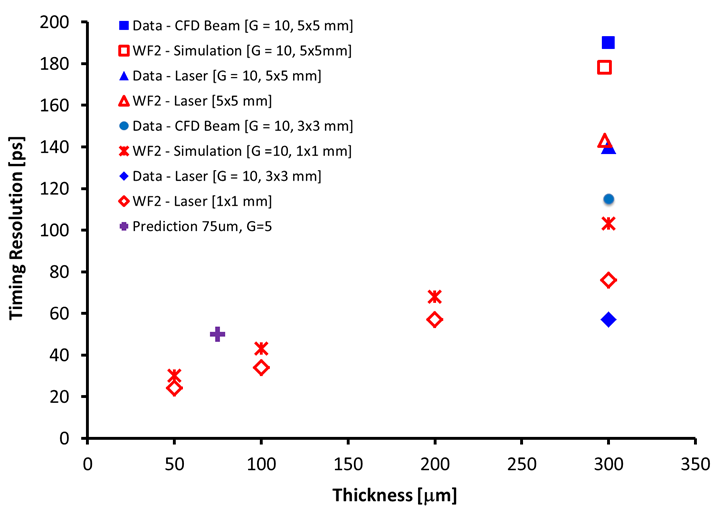 Data - CFD Beam [G = 10, 5x5 mm]
WF2 - Simulation [G = 10, 5x5mm]
Data - Laser [G = 10, 5x5 mm]
WF2 - Laser [5x5 mm]
Data - CFD Beam [G = 10, 3x3 mm]
WF2 - Simulation [G =10, 1x1 mm]
Data - Laser [G = 10, 3x3 mm]
WF2 - Laser [1x1 mm]
Prediction 75um, G=5
Timing Resolution [ps]
200
180
160
140
120
100
80
60
40
20
0
0 50 100 150 200 250 300 350
Thickness [μm]